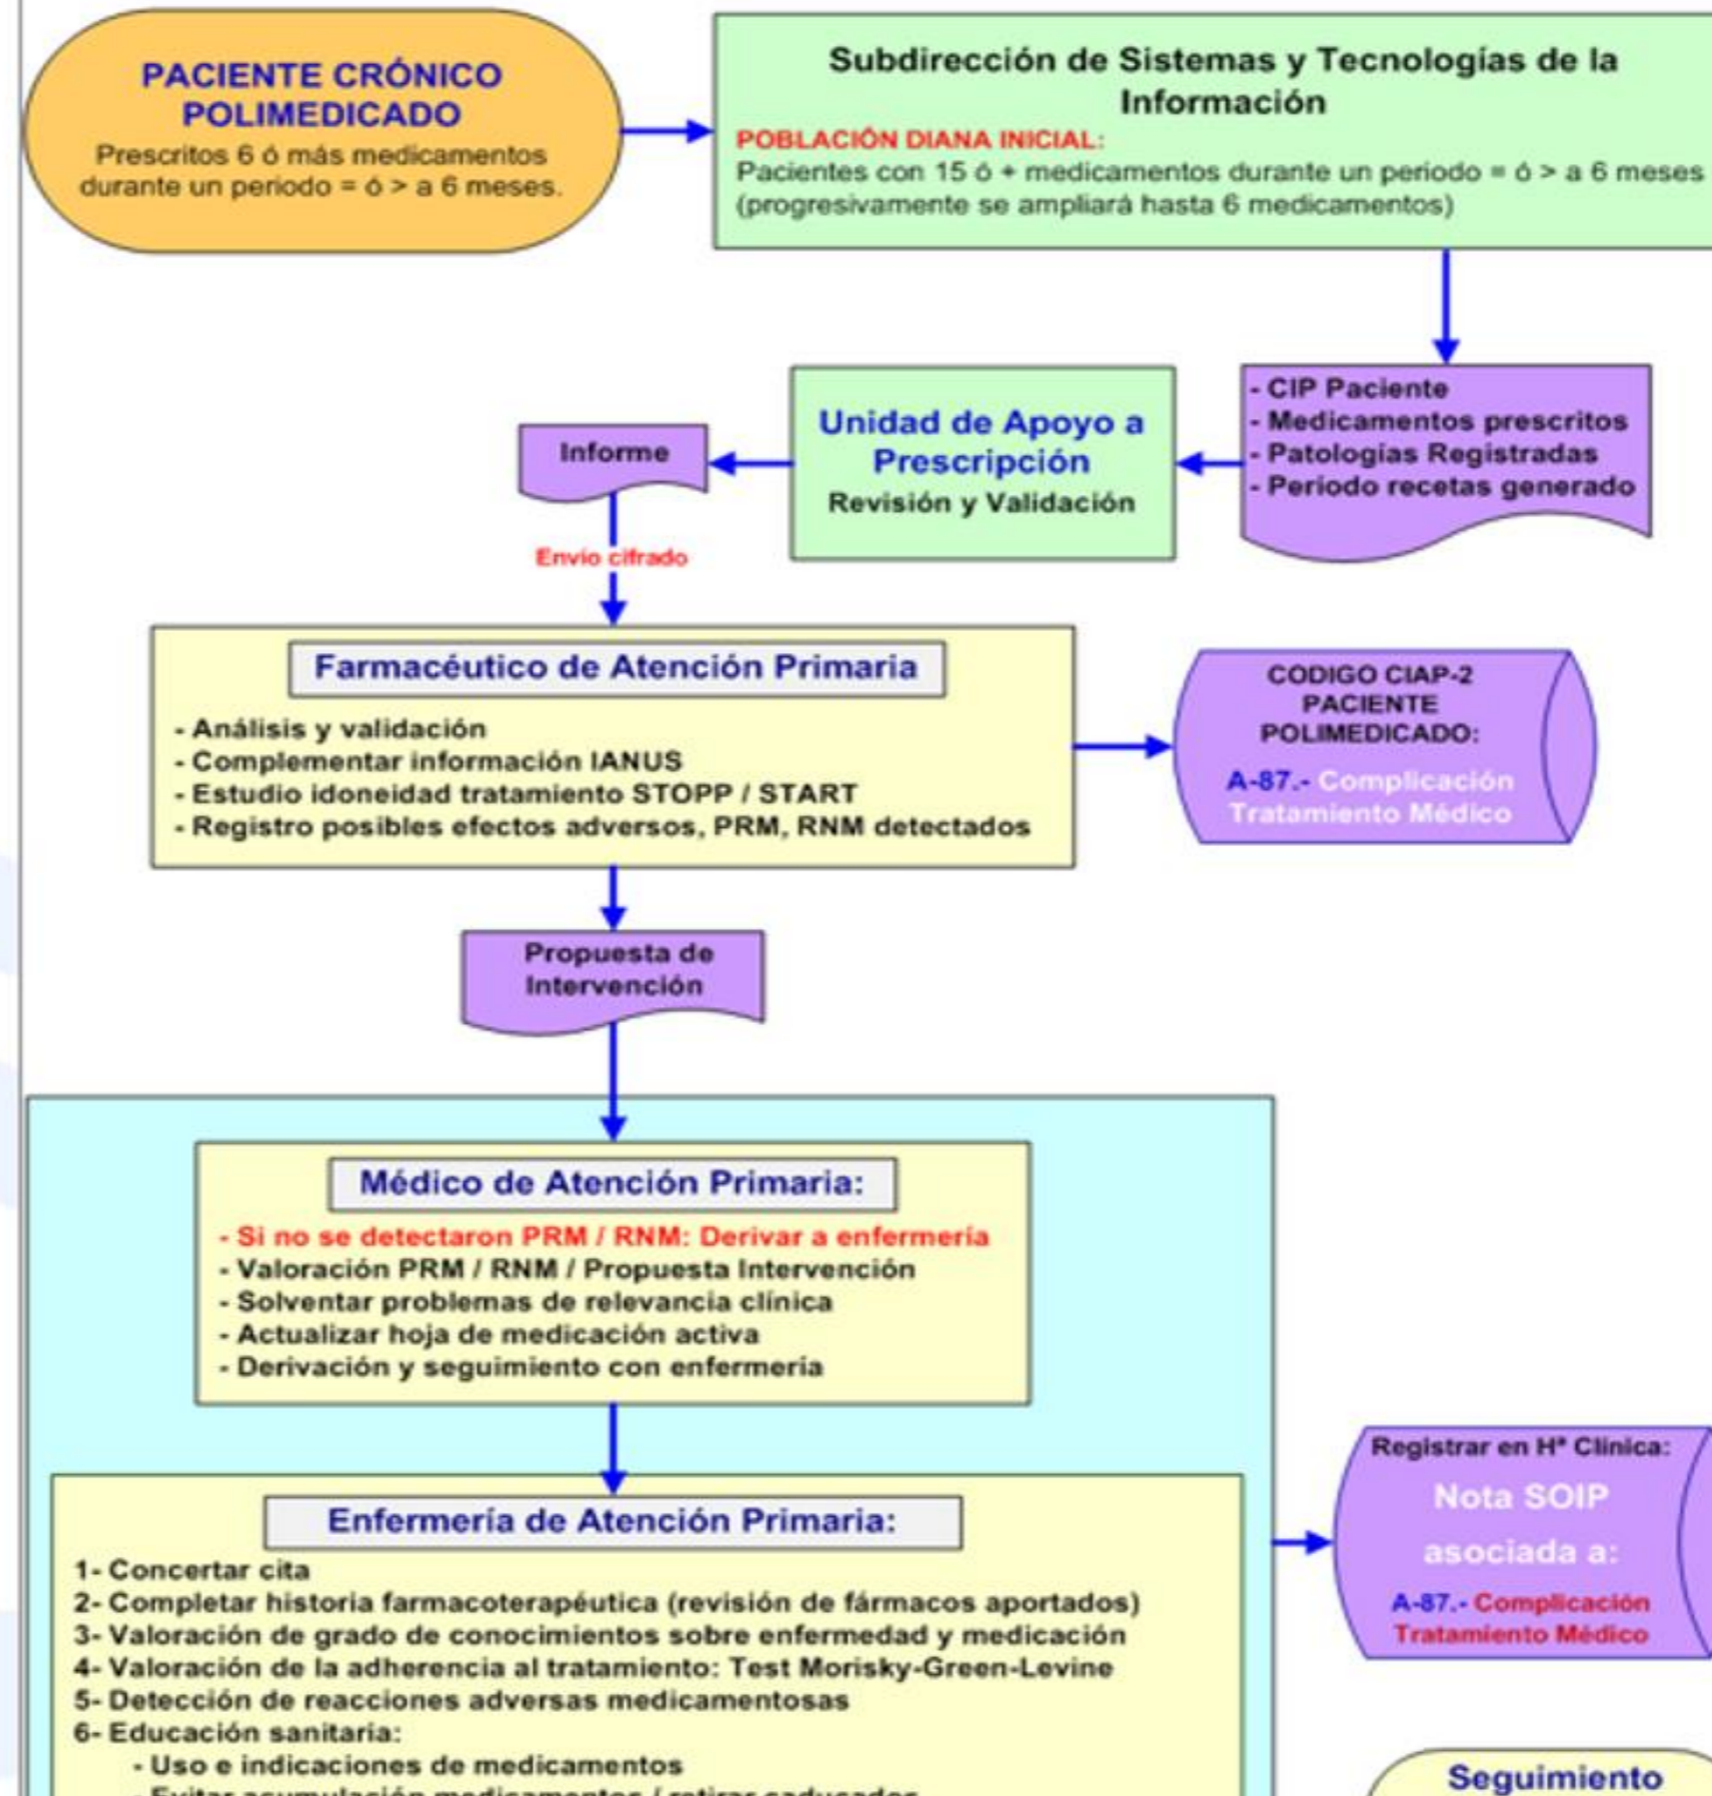 PACIENTE CRÓNICO
POLIMEDICADO
Prescritos 6 ó más medicamentos
durante un periodo = ó > a 6 meses.
Subdirección de Sistemas y Tecnologías de la
Información
POBLACIÓN DIANA INICIAL:
Pacientes con 15 ó + medicamentos durante un periodo = ó > a 6 meses
(progresivamente se ampliará hasta 6 medicamentos)
- CIP Paciente
- Medicamentos prescritos
- Patologías Registradas
- Período recetas generado
Unidad de Apoyo a
Prescripción
Revisión y Validación
Informe
Envío cifrado
Farmacéutico de Atención Primaria
- Análisis y validación
- Complementar información IANUS
- Estudio idoneidad tratamiento STOPP / START
- Registro posibles efectos adversos, PRM, RNM detectados
CODIGO CIAP-2
PACIENTE
POLIMEDICADO:
A-87.- Complicación
Tratamiento Médico
Propuesta de
Intervención
Médico de Atención Primaria:
- Si no se detectaron PRM / RNM: Derivar a enfermería
- Valoración PRM / RNM / Propuesta Intervención
- Solventar problemas de relevancia clínica
- Actualizar hoja de medicación activa
- Derivación y seguimiento con enfermería
Enfermería de Atención Primaria:
1- Concertar cita
2- Completar historia farmacoterapéutica (revisión de fármacos aportados)
3- Valoración de grado de conocimientos sobre enfermedad y medicación
4- Valoración de la adherencia al tratamiento: Test Morisky-Green-Levine
5- Detección de reacciones adversas medicamentosas
6- Educación sanitaria:
- Uso e indicaciones de medicamentos
- Evitar acumulación medicamentos / retirar caducados
Registrar en Hª Clínica:
Nota SOIP
asociada a:
A-87.- Complicación
Tratamiento Médico
Seguimiento